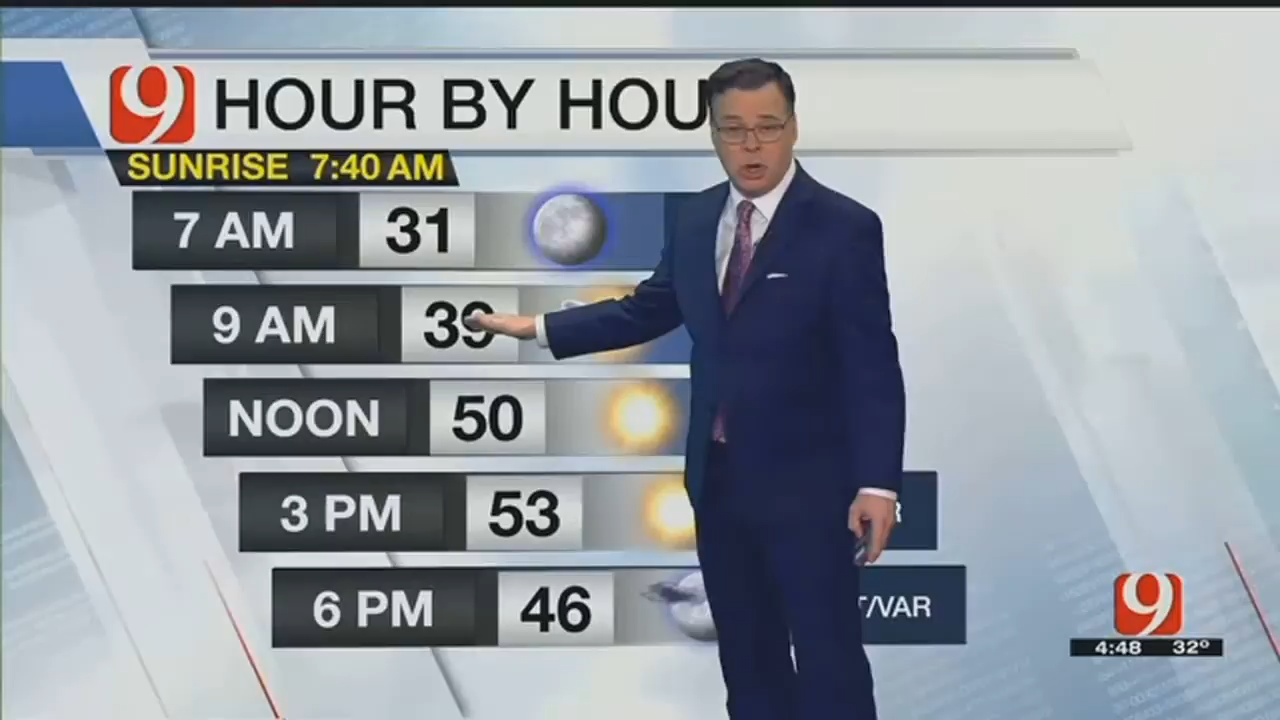 9 HOUR BY HOU
SUNRISE 7:40 AM
7 AM 31
9 AM 39
NOON 50
3 PM 53
6 PM 46
T/VAR
9
4:48 32°